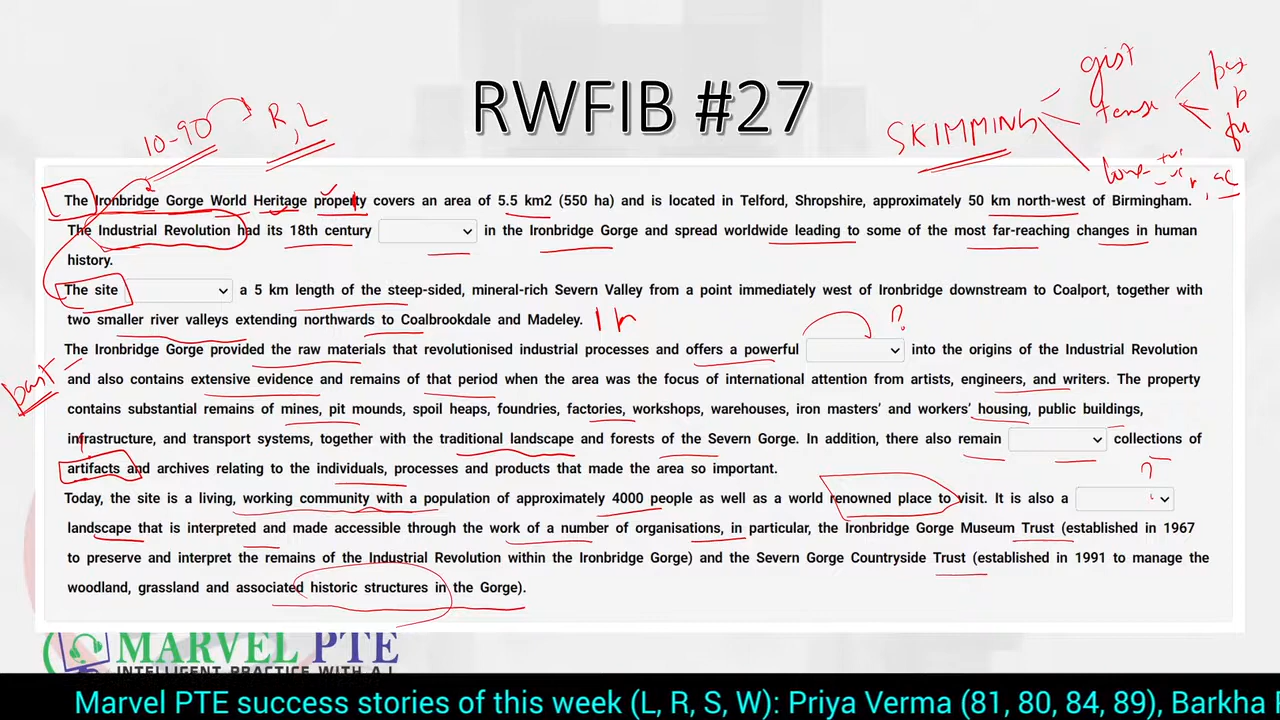 RWFIB #27
10-90
R, L
SKIMMING
gist
tense
The Ironbridge Gorge World Heritage property covers an area of 5.5 km2 (550 ha) and is located in Telford, Shropshire, approximately 50 km north-west of Birmingham.
The Industrial Revolution had its 18th century in the Ironbridge Gorge and spread worldwide leading to some of the most far-reaching changes in human
history.
The site a 5 km length of the steep-sided, mineral-rich Severn Valley from a point immediately west of Ironbridge downstream to Coalport, together with
two smaller river valleys extending northwards to Coalbrookdale and Madeley.
?
The Ironbridge Gorge provided the raw materials that revolutionised industrial processes and offers a powerful into the origins of the Industrial Revolution
and also contains extensive evidence and remains of that period when the area was the focus of international attention from artists, engineers, and writers. The property
contains substantial remains of mines, pit mounds, spoil heaps, foundries, factories, workshops, warehouses, iron masters' and workers' housing, public buildings,
infrastructure, and transport systems, together with the traditional landscape and forests of the Severn Gorge. In addition, there also remain collections of
artifacts and archives relating to the individuals, processes and products that made the area so important.
?
Today, the site is a living, working community with a population of approximately 4000 people as well as a world renowned place to visit. It is also a
landscape that is interpreted and made accessible through the work of a number of organisations, in particular, the Ironbridge Gorge Museum Trust (established in 1967
to preserve and interpret the remains of the Industrial Revolution within the Ironbridge Gorge) and the Severn Gorge Countryside Trust (established in 1991 to manage the
woodland, grassland and associated historic structures in the Gorge).
MARVEL PTE
INTELLIGENT PRACTICE WITH A.I
Marvel PTE success stories of this week (L, R, S, W): Priya Verma (81, 80, 84, 89), Barkha